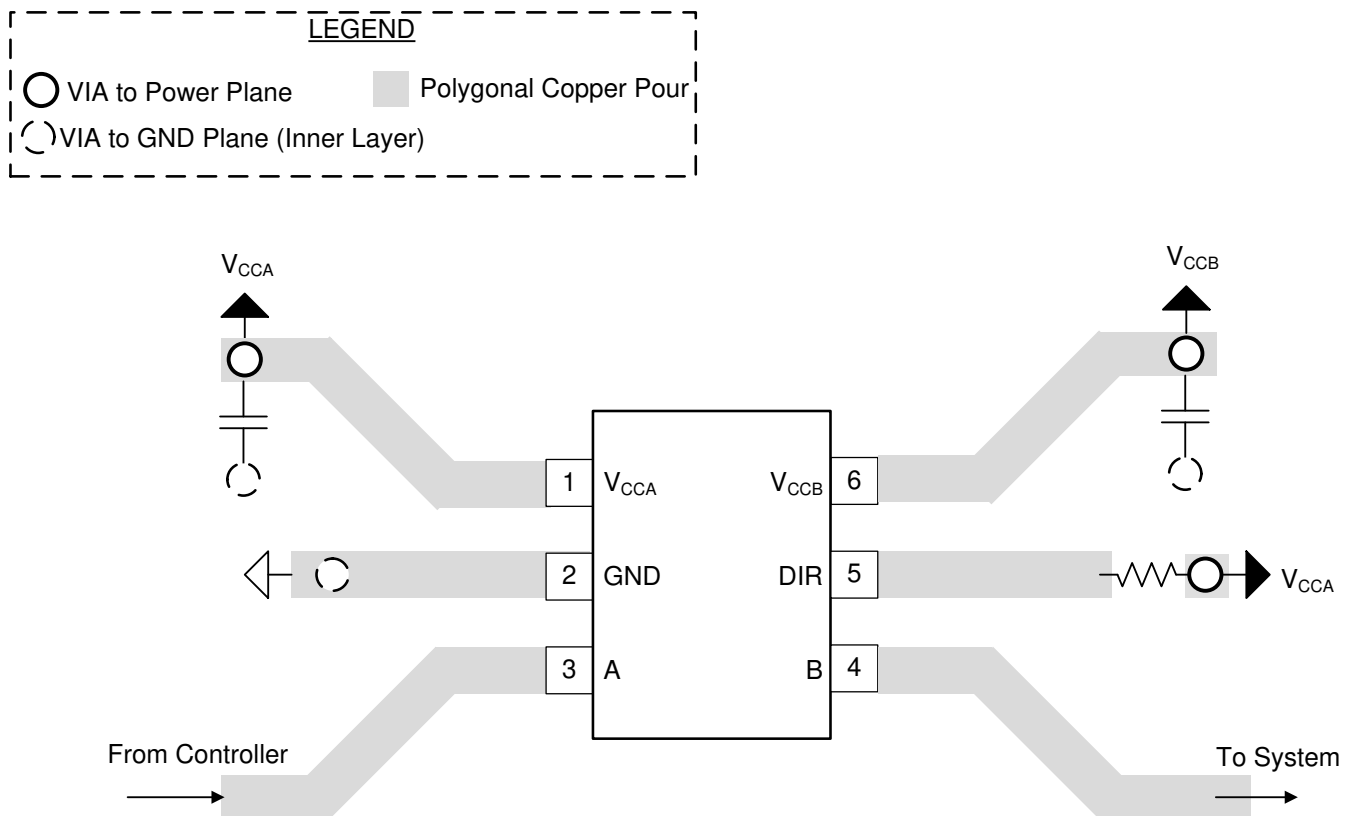 LEGEND
VIA to Power Plane
Polygonal Copper Pour
VIA to GND Plane (Inner Layer)
VCCA
VCCB
1 VCCA
VCCB 6
2 GND
DIR 5
VCCA
3 A
B 4
From Controller
To System